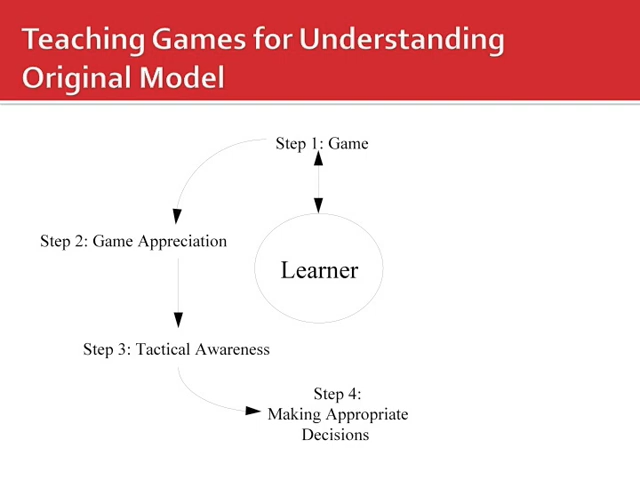 Teaching Games for Understanding
Original Model
Step 1: Game
Step 2: Game Appreciation
Learner
Step 3: Tactical Awareness
Step 4:
Making Appropriate
Decisions